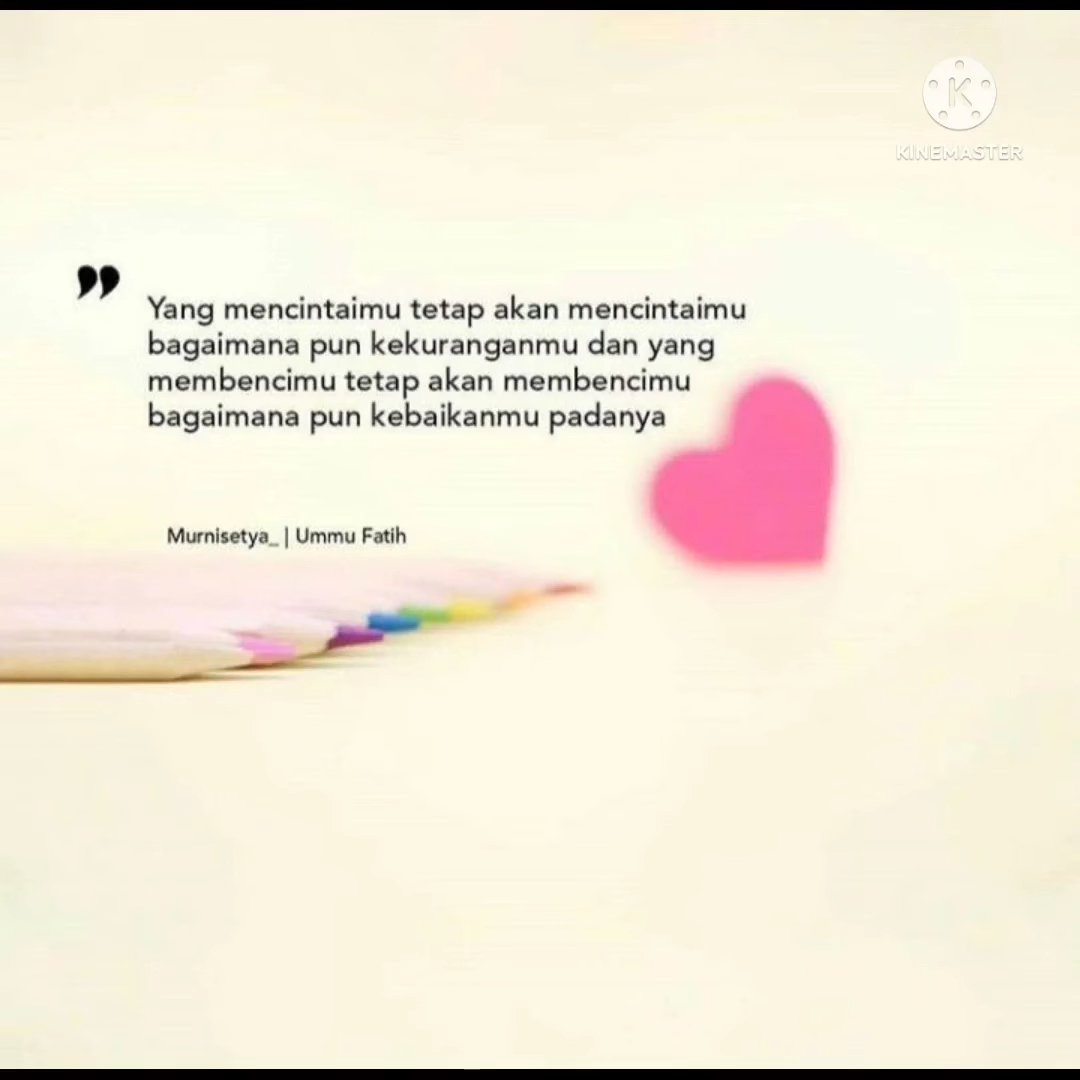 KINEMASTER
”
Yang mencintaimu tetap akan mencintaimu
bagaimana pun kekuranganmu dan yang
membencimu tetap akan membencimu
bagaimana pun kebaikanmu padanya
Murnisetya_ | Ummu Fatih